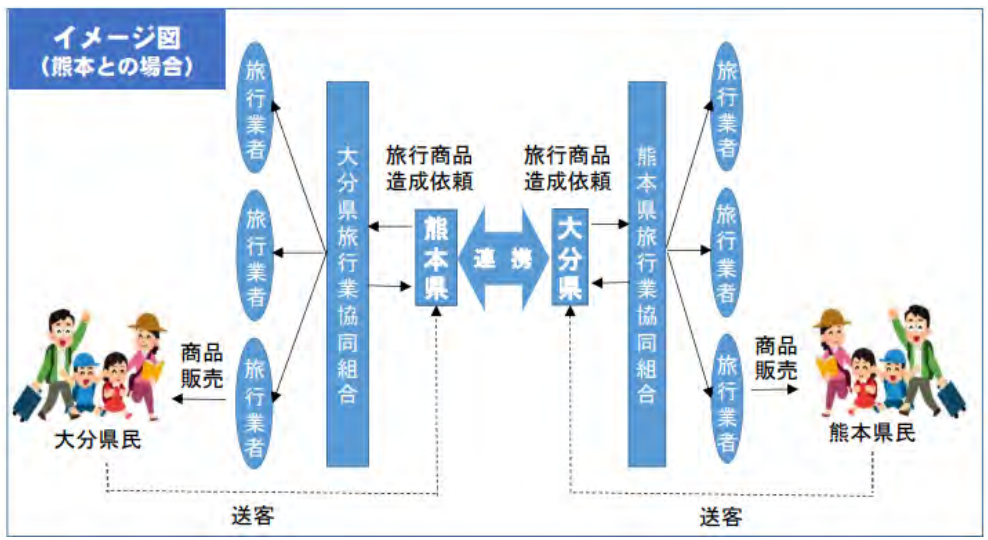 イメージ図
（熊本との場合）
旅行業者
旅行業者
旅行業者
大分県旅行業協同組合
旅行商品
造成依頼
熊本県
連携
旅行商品
造成依頼
大分県
熊本県旅行業協同組合
旅行業者
旅行業者
旅行業者
商品
販売
大分県民
商品
販売
熊本県民
送客
送客